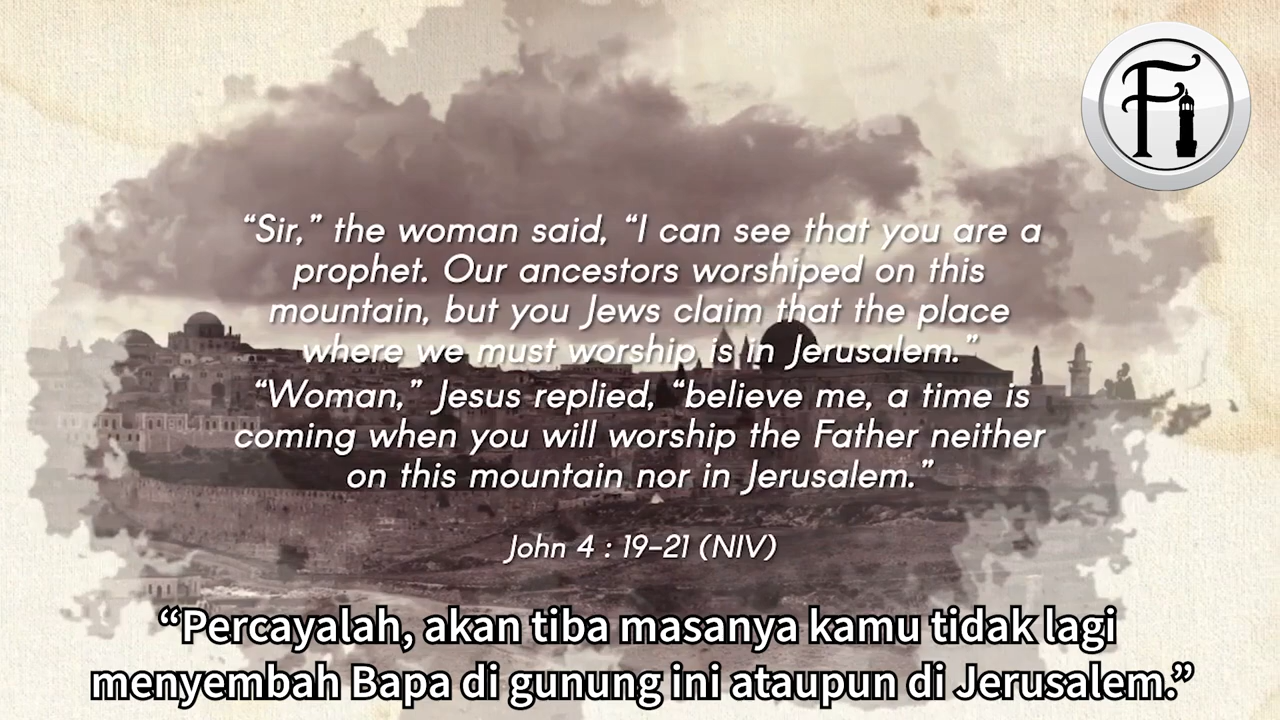 Fi
“Sir,” the woman said, “I can see that you are a
prophet. Our ancestors worshiped on this
mountain, but you Jews claim that the place
where we must worship is in Jerusalem.”
“Woman,” Jesus replied, “believe me, a time is
coming when you will worship the Father neither
on this mountain nor in Jerusalem.”
John 4 : 19–21 (NIV)
“Percayalah, akan tiba masanya kamu tidak lagi
menyembah Bapa di gunung ini ataupun di Jerusalem.”